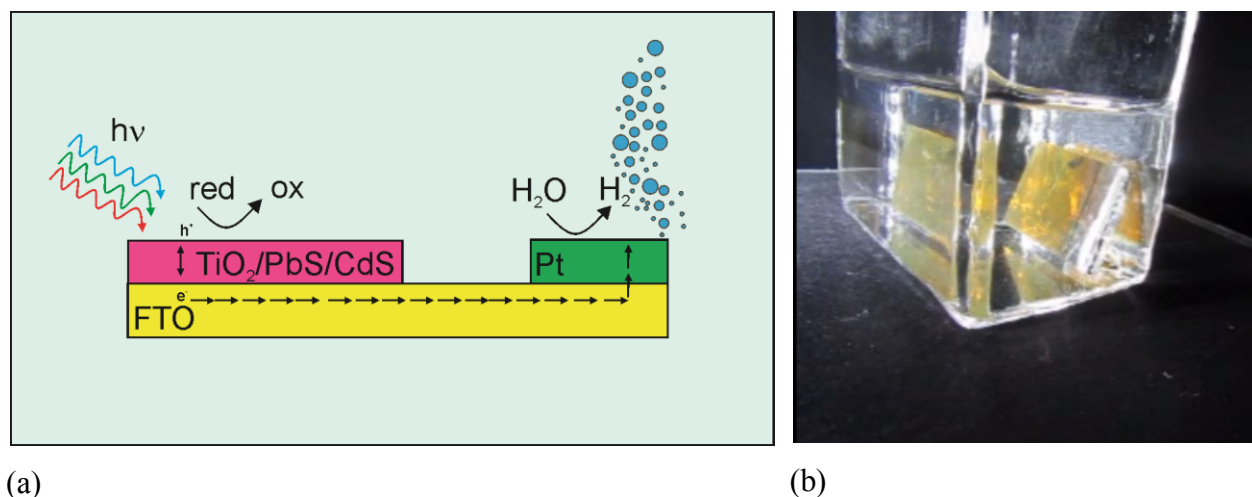 hν
red ox
H₂O H₂
h⁺
TiO₂/PbS/CdS
Pt
e⁻
FTO
(a) (b)